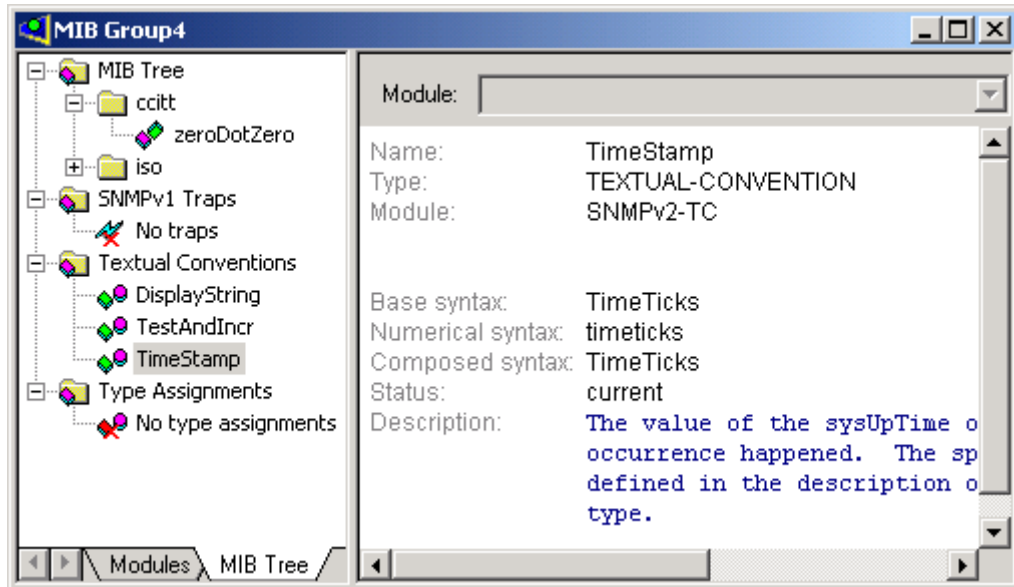 MIB Group4
MIB Tree
ccitt
zeroDotZero
iso
SNMPv1 Traps
No traps
Textual Conventions
DisplayString
TestAndIncr
TimeStamp
Type Assignments
No type assignments
Modules
MIB Tree
Module:
Name: TimeStamp
Type: TEXTUAL-CONVENTION
Module: SNMPv2-TC
Base syntax: TimeTicks
Numerical syntax: timeticks
Composed syntax: TimeTicks
Status: current
Description: The value of the sysUpTime o
occurrence happened. The sp
defined in the description o
type.